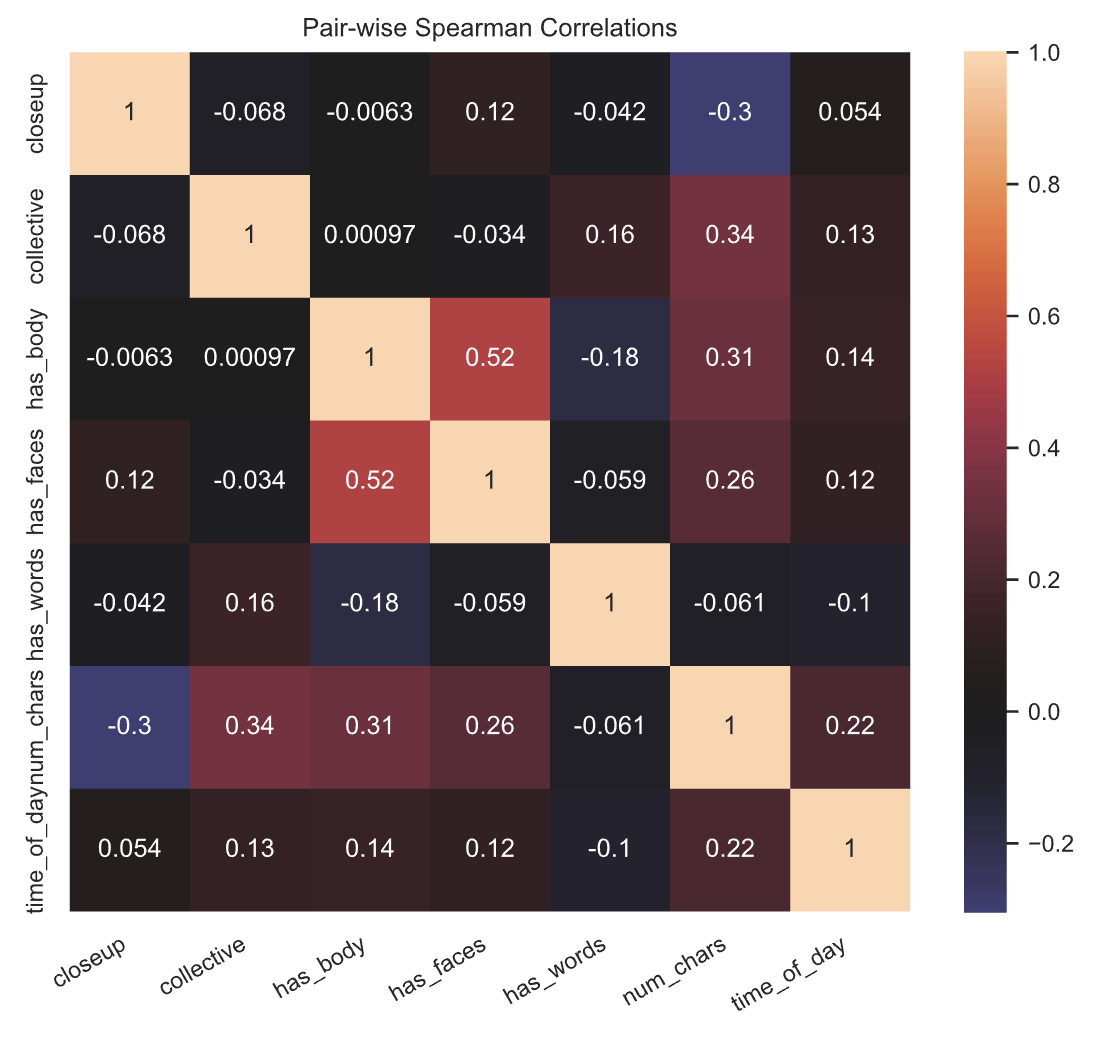 Pair-wise Spearman Correlations
closeup 1 -0.068 -0.0063 0.12 -0.042 -0.3 0.054
collective -0.068 1 0.00097 -0.034 0.16 0.34 0.13
has_body -0.0063 0.00097 1 0.52 -0.18 0.31 0.14
has_faces 0.12 -0.034 0.52 1 -0.059 0.26 0.12
has_words -0.042 0.16 -0.18 -0.059 1 -0.061 -0.1
num_chars -0.3 0.34 0.31 0.26 -0.061 1 0.22
time_of_day 0.054 0.13 0.14 0.12 -0.1 0.22 1
closeup collective has_body has_faces has_words num_chars time_of_day
1.0
0.8
0.6
0.4
0.2
0.0
−0.2